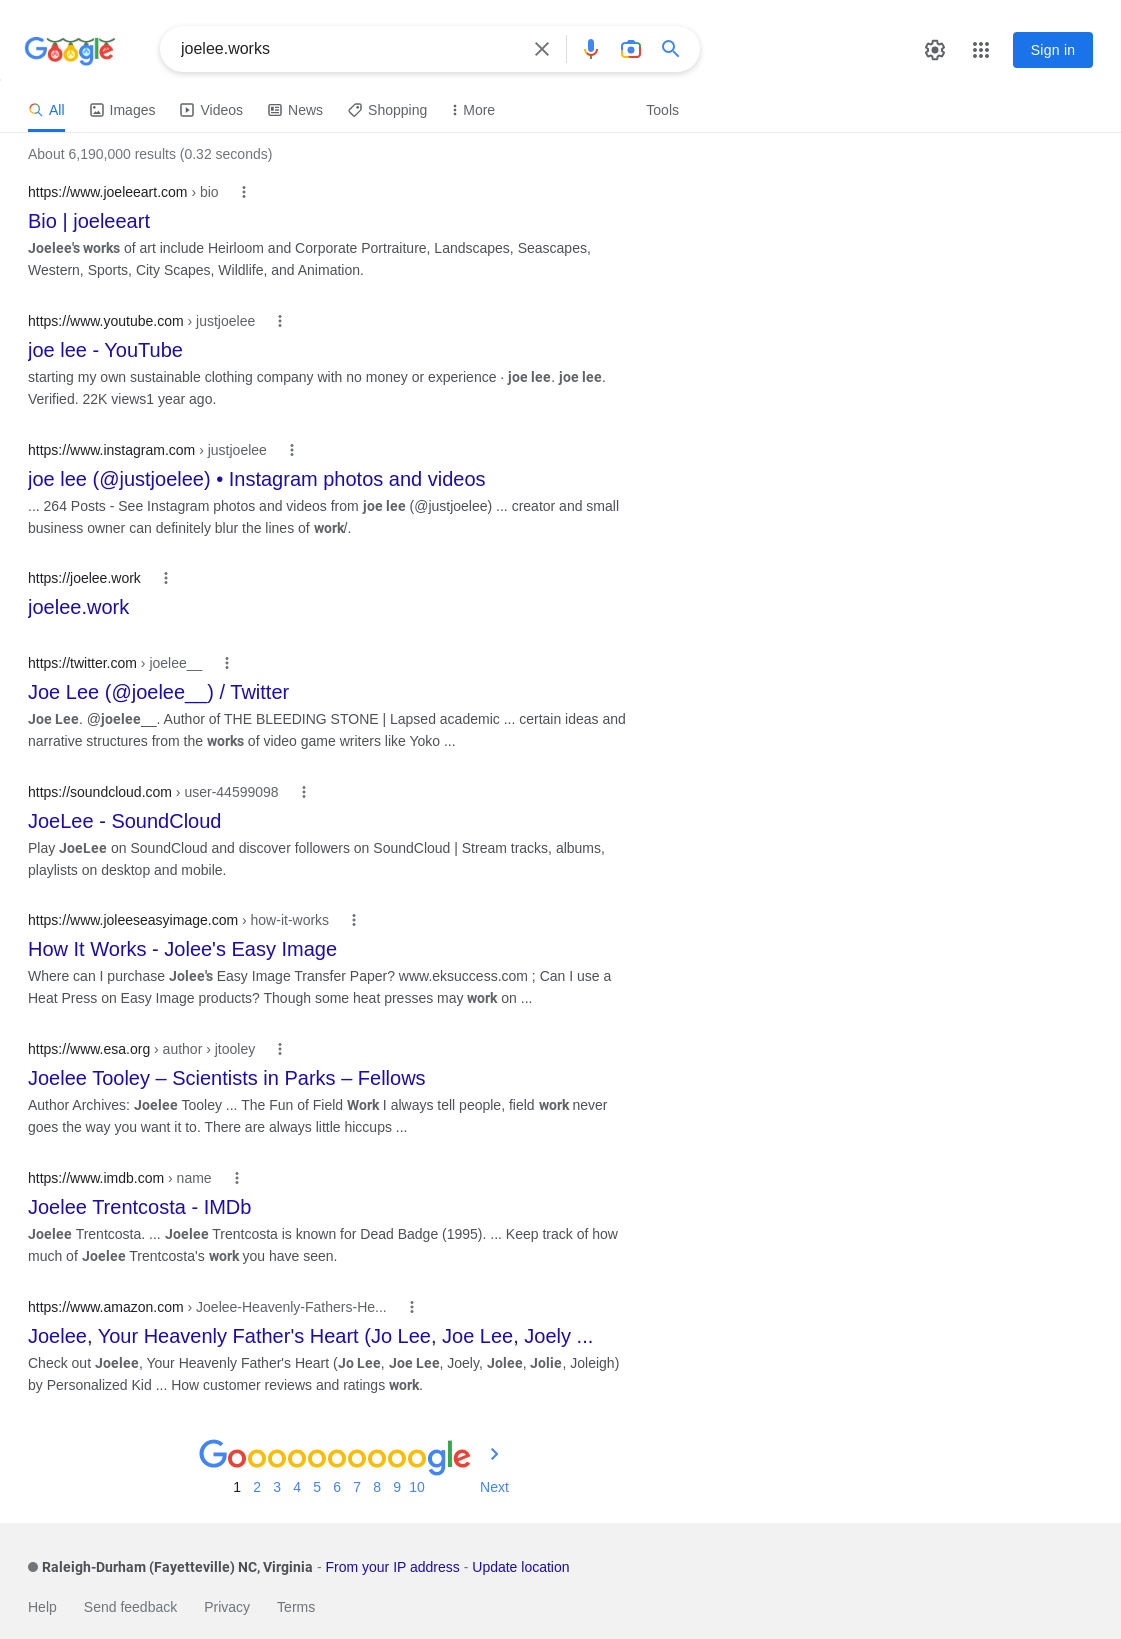 Google
joelee.works
Sign in
All Images Videos News Shopping More Tools
About 6,190,000 results (0.32 seconds)
https://www.joeleeart.com › bio
Bio | joeleeart
Joelee's works of art include Heirloom and Corporate Portraiture, Landscapes, Seascapes,
Western, Sports, City Scapes, Wildlife, and Animation.
https://www.youtube.com › justjoelee
joe lee - YouTube
starting my own sustainable clothing company with no money or experience · joe lee. joe lee.
Verified. 22K views1 year ago.
https://www.instagram.com › justjoelee
joe lee (@justjoelee) • Instagram photos and videos
... 264 Posts - See Instagram photos and videos from joe lee (@justjoelee) ... creator and small
business owner can definitely blur the lines of work/.
https://joelee.work
joelee.work
https://twitter.com › joelee__
Joe Lee (@joelee__) / Twitter
Joe Lee. @joelee__. Author of THE BLEEDING STONE | Lapsed academic ... certain ideas and
narrative structures from the works of video game writers like Yoko ...
https://soundcloud.com › user-44599098
JoeLee - SoundCloud
Play JoeLee on SoundCloud and discover followers on SoundCloud | Stream tracks, albums,
playlists on desktop and mobile.
https://www.joleeseasyimage.com › how-it-works
How It Works - Jolee's Easy Image
Where can I purchase Jolee's Easy Image Transfer Paper? www.eksuccess.com ; Can I use a
Heat Press on Easy Image products? Though some heat presses may work on ...
https://www.esa.org › author › jtooley
Joelee Tooley – Scientists in Parks – Fellows
Author Archives: Joelee Tooley ... The Fun of Field Work I always tell people, field work never
goes the way you want it to. There are always little hiccups ...
https://www.imdb.com › name
Joelee Trentcosta - IMDb
Joelee Trentcosta. ... Joelee Trentcosta is known for Dead Badge (1995). ... Keep track of how
much of Joelee Trentcosta's work you have seen.
https://www.amazon.com › Joelee-Heavenly-Fathers-He...
Joelee, Your Heavenly Father's Heart (Jo Lee, Joe Lee, Joely ...
Check out Joelee, Your Heavenly Father's Heart (Jo Lee, Joe Lee, Joely, Jolee, Jolie, Joleigh)
by Personalized Kid ... How customer reviews and ratings work.
Goooooooooogle
1 2 3 4 5 6 7 8 9 10 Next
Raleigh-Durham (Fayetteville) NC, Virginia - From your IP address - Update location
Help Send feedback Privacy Terms